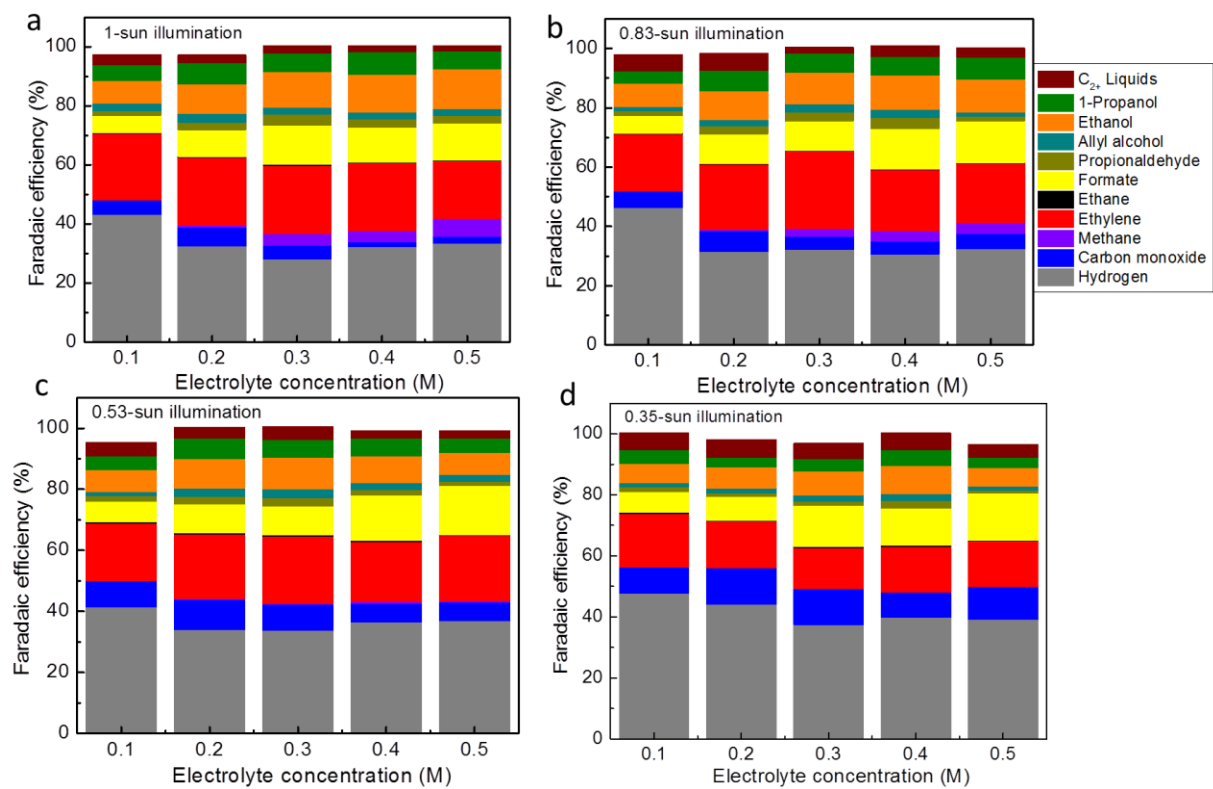 a
1-sun illumination
100
80
60
40
20
0
Faradaic efficiency (%)
0.1 0.2 0.3 0.4 0.5
Electrolyte concentration (M)
b
0.83-sun illumination
100
80
60
40
20
0
Faradaic efficiency (%)
0.1 0.2 0.3 0.4 0.5
Electrolyte concentration (M)
C₂₊ Liquids
1-Propanol
Ethanol
Allyl alcohol
Propionaldehyde
Formate
Ethane
Ethylene
Methane
Carbon monoxide
Hydrogen
c
0.53-sun illumination
100
80
60
40
20
0
Faradaic efficiency (%)
0.1 0.2 0.3 0.4 0.5
Electrolyte concentration (M)
d
0.35-sun illumination
100
80
60
40
20
0
Faradaic efficiency (%)
0.1 0.2 0.3 0.4 0.5
Electrolyte concentration (M)